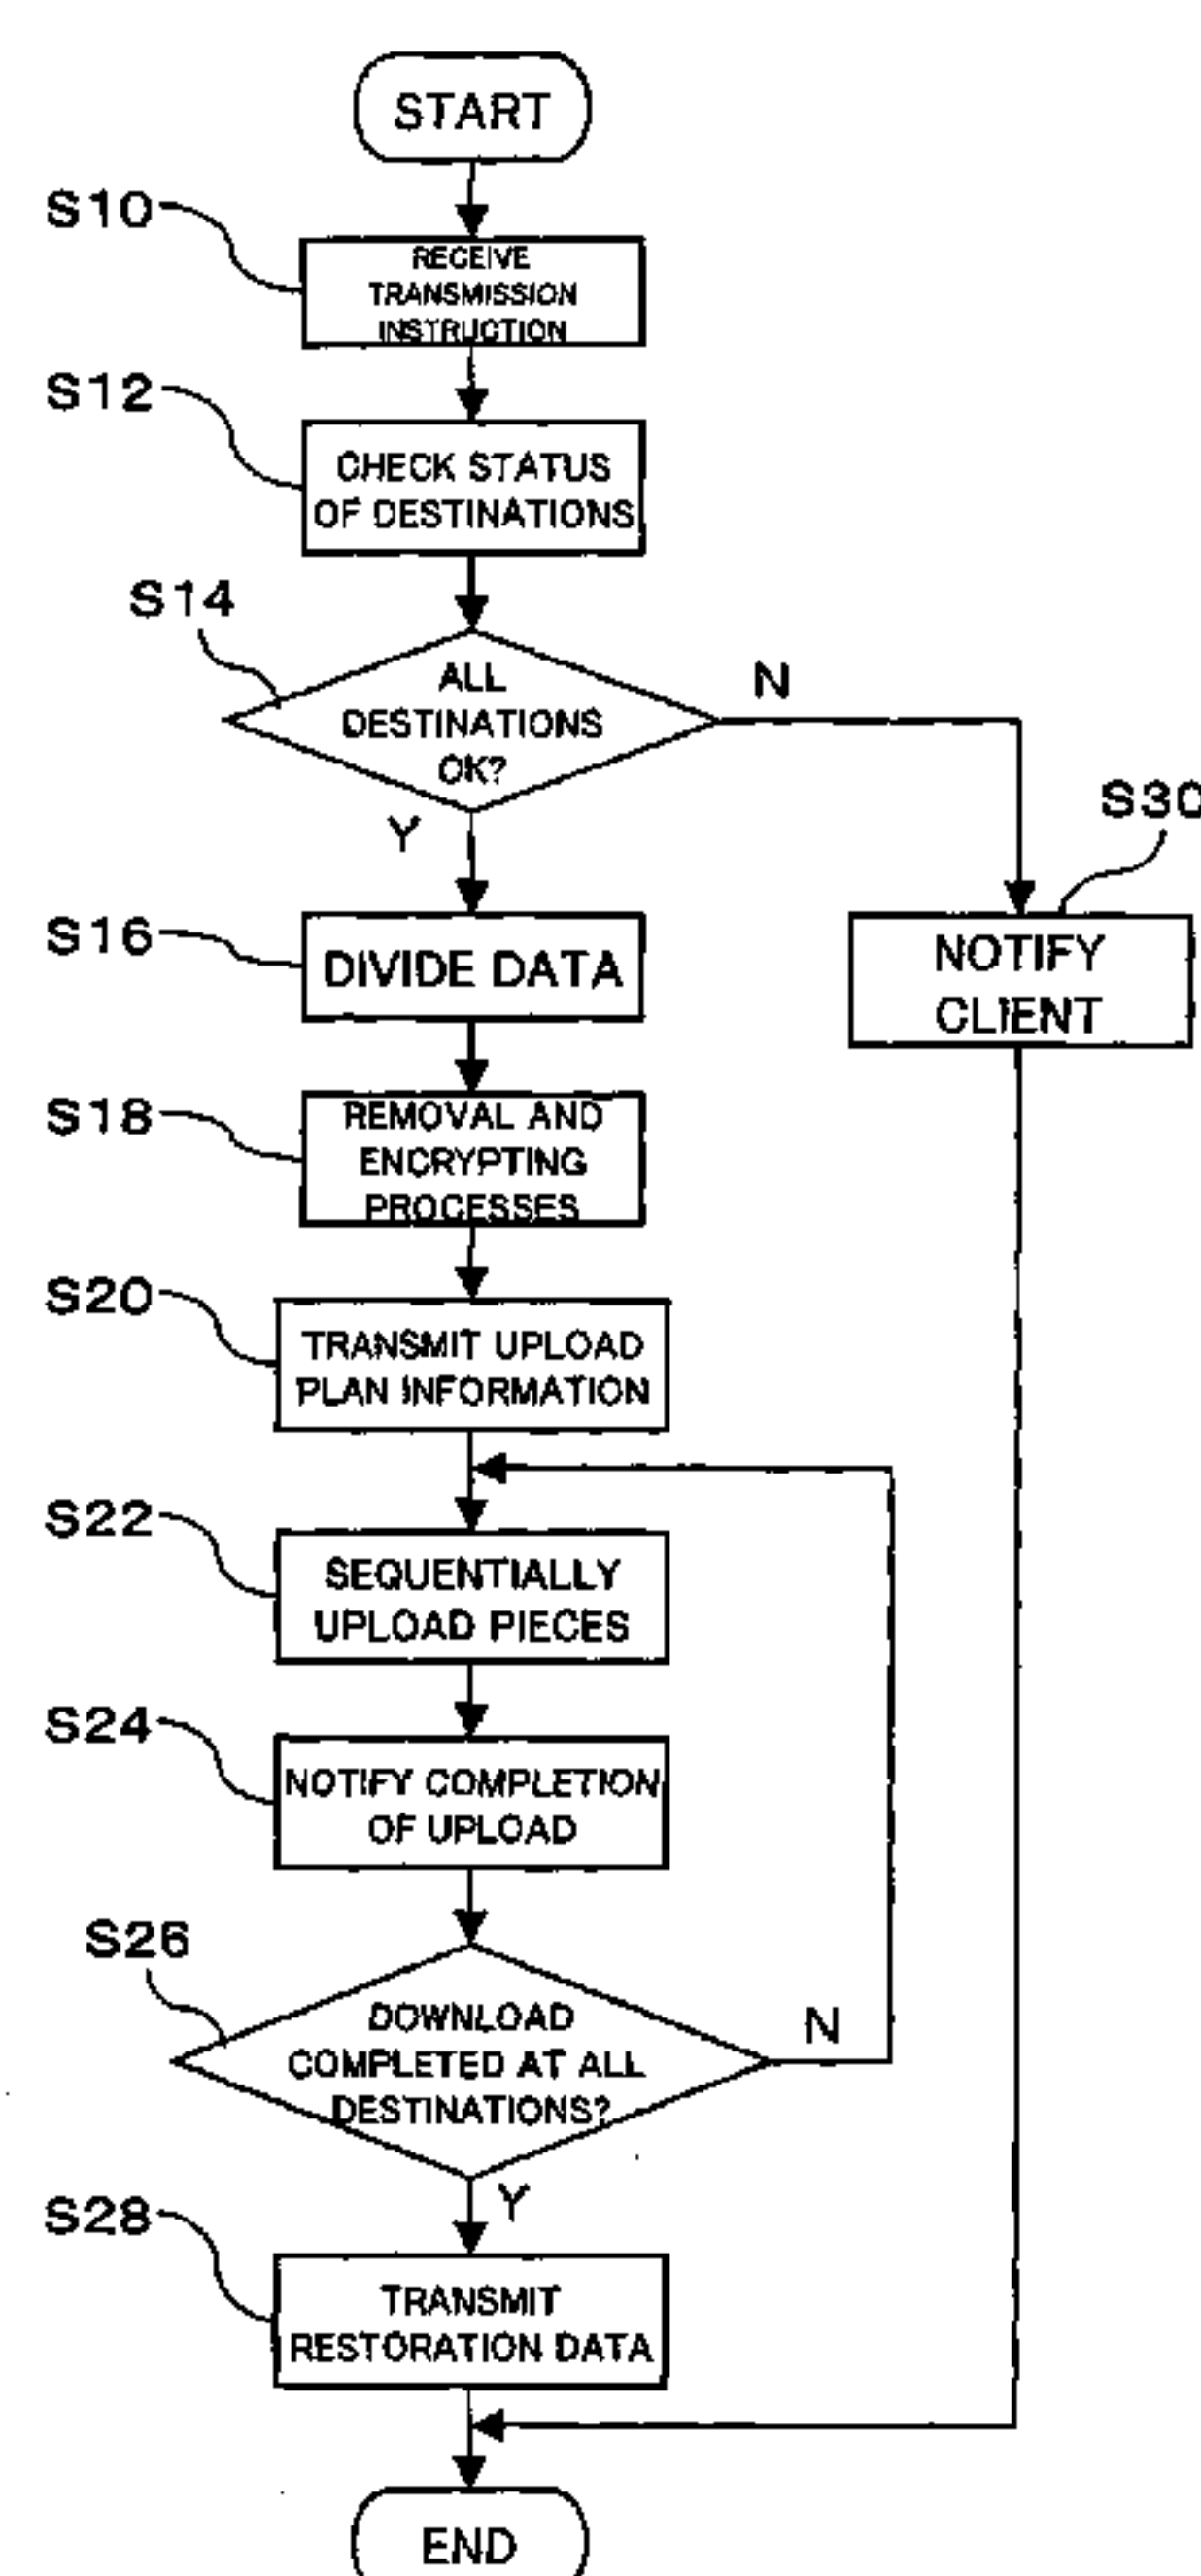 START
S10
RECEIVE
TRANSMISSION
INSTRUCTION
S12
CHECK STATUS
OF DESTINATIONS
S14
ALL
DESTINATIONS
OK?
N
Y
S30
NOTIFY
CLIENT
S16
DIVIDE DATA
S18
REMOVAL AND
ENCRYPTING
PROCESSES
S20
TRANSMIT UPLOAD
PLAN INFORMATION
S22
SEQUENTIALLY
UPLOAD PIECES
S24
NOTIFY COMPLETION
OF UPLOAD
S26
DOWNLOAD
COMPLETED AT ALL
DESTINATIONS?
N
Y
S28
TRANSMIT
RESTORATION DATA
END